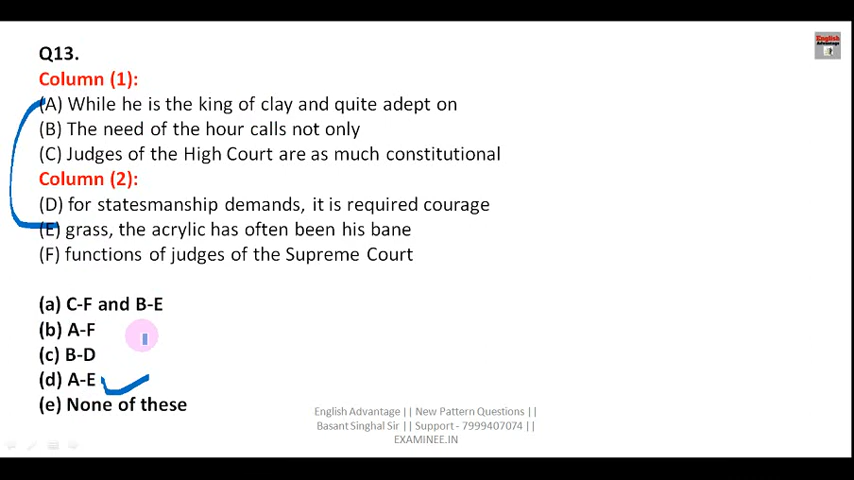 English
Advantage
Q13.
Column (1):
(A) While he is the king of clay and quite adept on
(B) The need of the hour calls not only
(C) Judges of the High Court are as much constitutional
Column (2):
(D) for statesmanship demands, it is required courage
(E) grass, the acrylic has often been his bane
(F) functions of judges of the Supreme Court
(a) C-F and B-E
(b) A-F
(c) B-D
(d) A-E
(e) None of these
English Advantage || New Pattern Questions ||
Basant Singhal Sir || Support - 7999407074 ||
EXAMINEE.IN